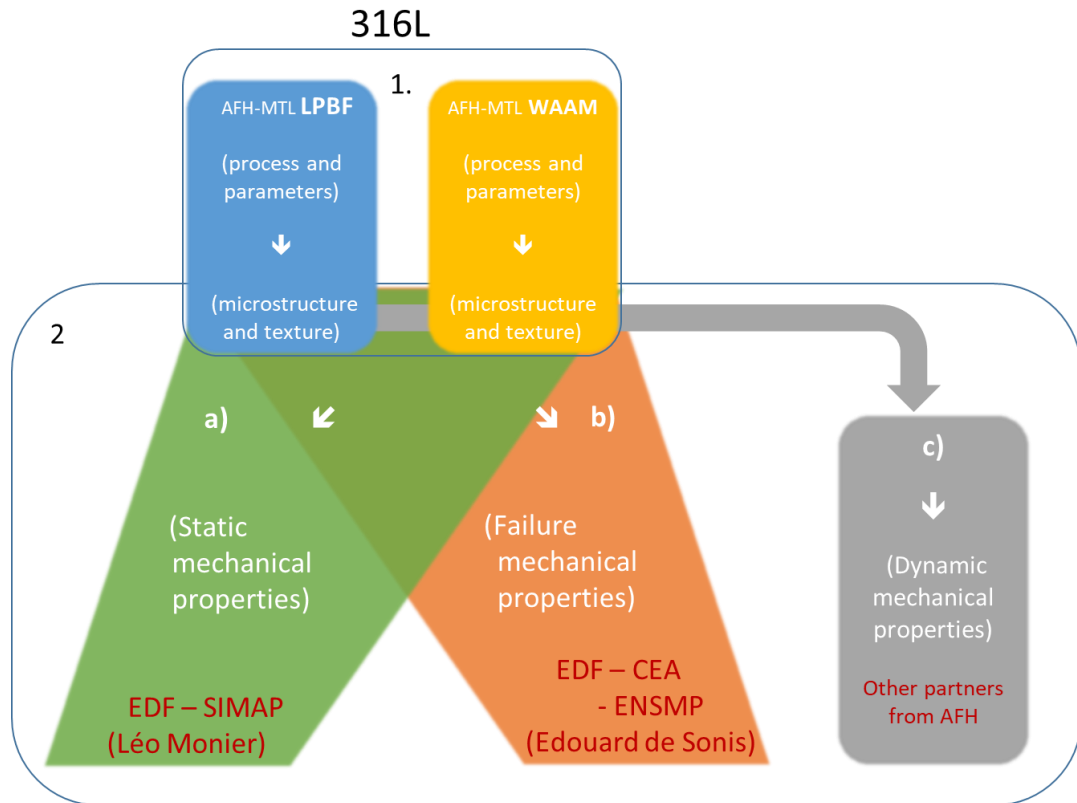 316L
1.
AFH-MTL LPBF
(process and
parameters)
(microstructure
and texture)
AFH-MTL WAAM
(process and
parameters)
(microstructure
and texture)
2
a)
(Static
mechanical
properties)
EDF – SIMAP
(Léo Monier)
b)
(Failure
mechanical
properties)
EDF – CEA
- ENSMP
(Edouard de Sonis)
c)
(Dynamic
mechanical
properties)
Other partners
from AFH